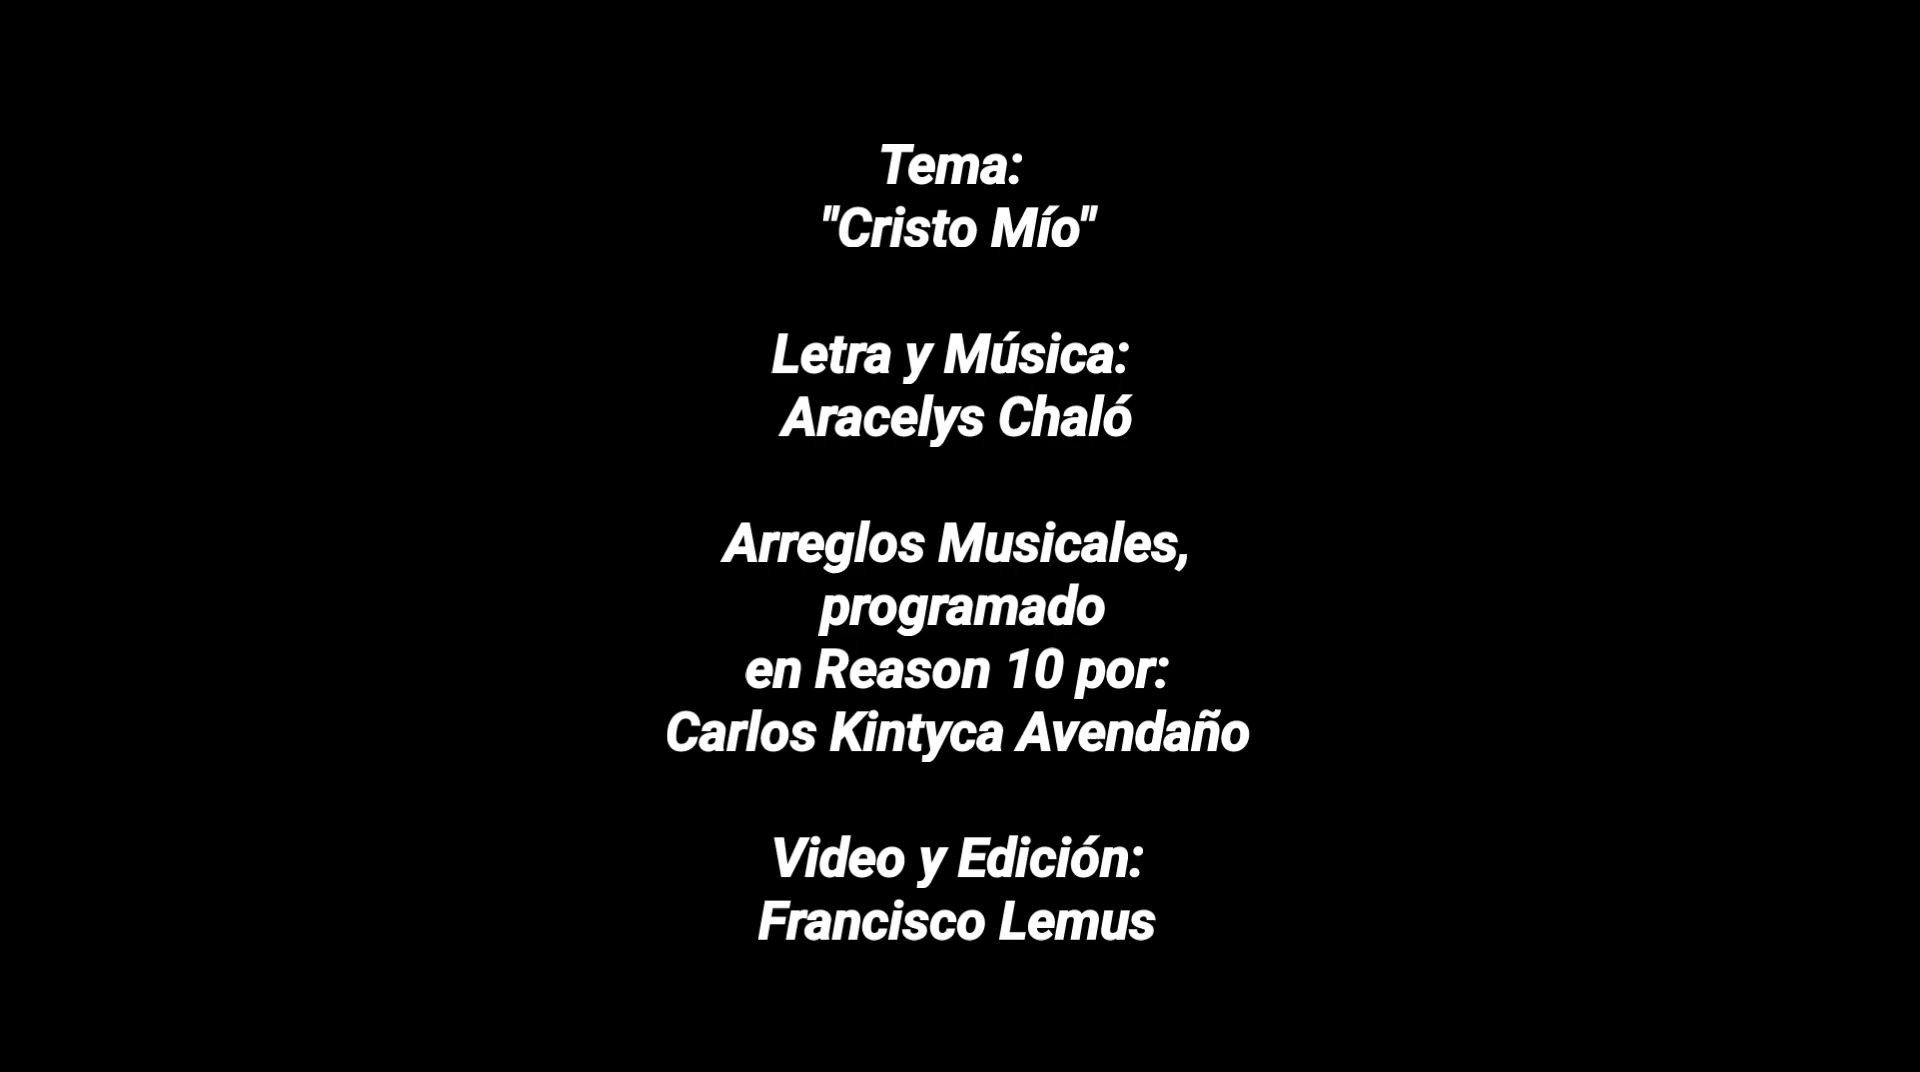 Tema:
"Cristo Mío"
Letra y Música:
Aracelys Chaló
Arreglos Musicales,
programado
en Reason 10 por:
Carlos Kintyca Avendaño
Video y Edición:
Francisco Lemus